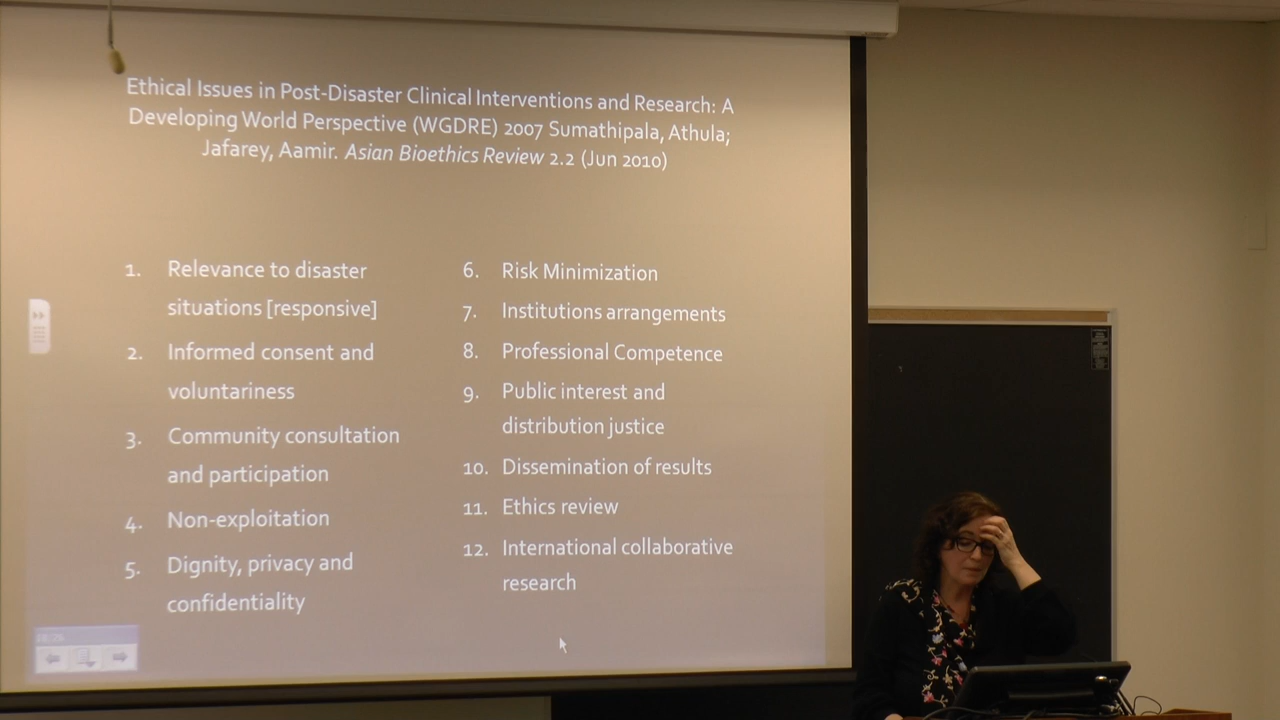 Ethical Issues in Post-Disaster Clinical Interventions and Research: A
Developing World Perspective (WGDRE) 2007 Sumathipala, Athula;
Jafarey, Aamir. Asian Bioethics Review 2.2 (Jun 2010)
1. Relevance to disaster
situations [responsive]
2. Informed consent and
voluntariness
3. Community consultation
and participation
4. Non-exploitation
5. Dignity, privacy and
confidentiality
6. Risk Minimization
7. Institutions arrangements
8. Professional Competence
9. Public interest and
distribution justice
10. Dissemination of results
11. Ethics review
12. International collaborative
research